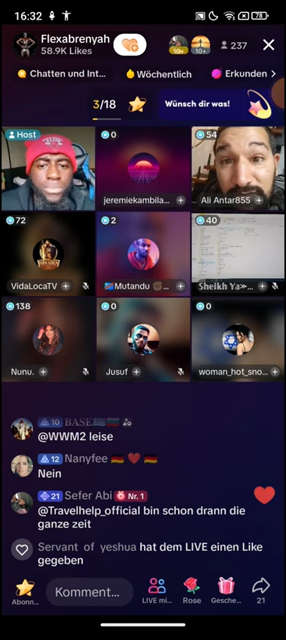 16:32
78
Flexabrenyah
58.9K Likes
10+
10+
237
Chatten und Int...
Wöchentlich
Erkunden
3/18
Wünsch dir was!
Host
0
54
jeremiekambila...
Ali Antar855
72
2
40
VidaLocaTV
Mutandu
Sheikh Ya≫...
138
0
0
Nunu.
Jusuf
woman_hot_sno...
10 BASE
@WWM2 leise
12 Nanyfee
Nein
21 Sefer Abi Nr. 1
@Travelhelp_official bin schon drann die
ganze zeit
Servant of yeshua hat dem LIVE einen Like
gegeben
Abonn...
Komment...
LIVE mi...
Rose
Gesche...
21